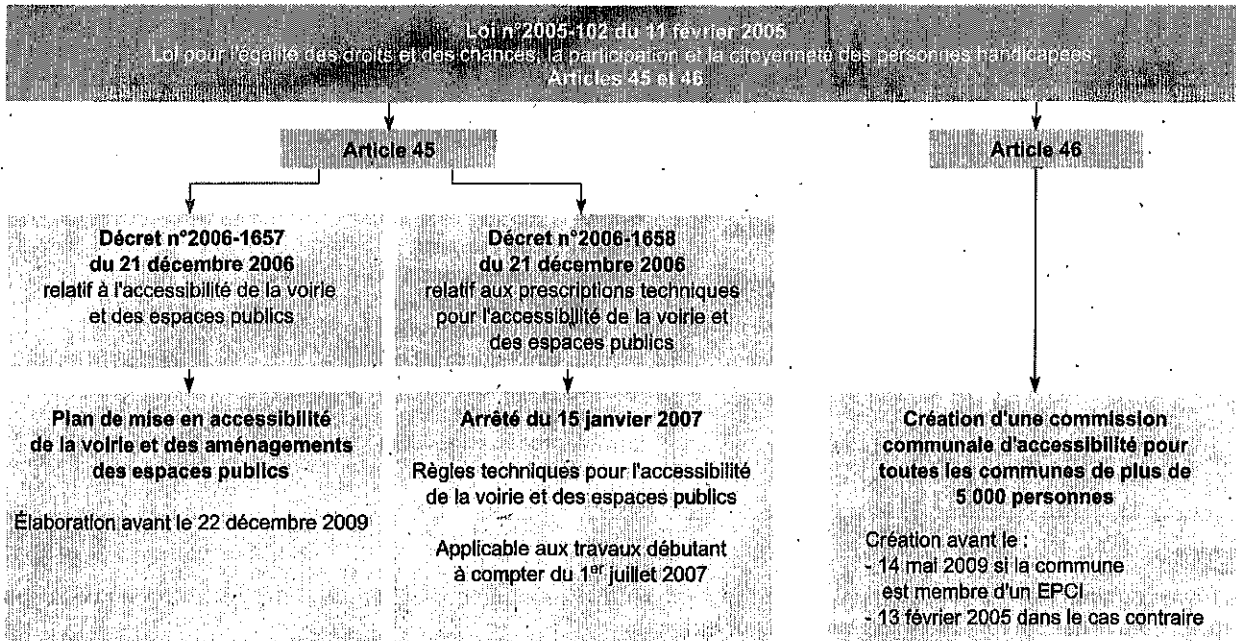 Loi n°2005-102 du 11 février 2005
Loi pour l'égalité des droits et des chances, la participation et la citoyenneté des personnes handicapées,
Articles 45 et 46
Article 45
Article 46
Décret n°2006-1657
du 21 décembre 2006
relatif à l'accessibilité de la voirie
et des espaces publics
Décret n°2006-1658
du 21 décembre 2006
relatif aux prescriptions techniques
pour l'accessibilité de la voirie et
des espaces publics
Plan de mise en accessibilité
de la voirie et des aménagements
des espaces publics
Élaboration avant le 22 décembre 2009
Arrêté du 15 janvier 2007
Règles techniques pour l'accessibilité
de la voirie et des espaces publics
Applicable aux travaux débutant
à compter du 1er juillet 2007
Création d'une commission
communale d'accessibilité pour
toutes les communes de plus de
5 000 personnes
Création avant le :
- 14 mai 2009 si la commune
est membre d'un EPCI
- 13 février 2005 dans le cas contraire